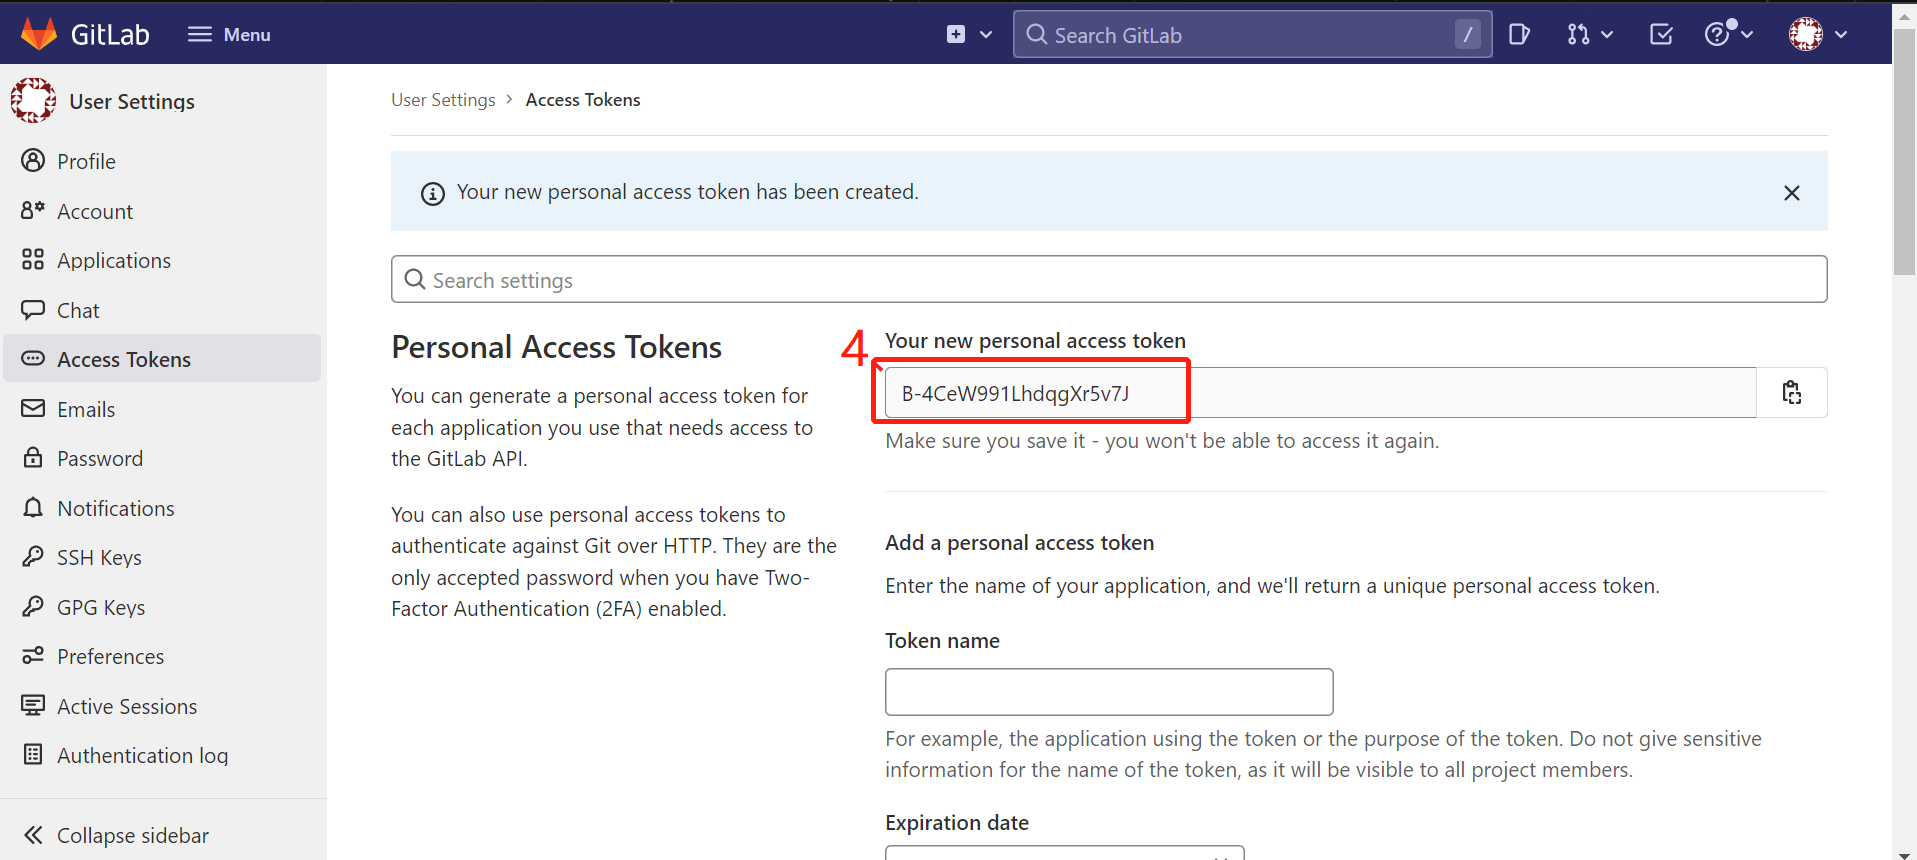 GitLab
Menu
Search GitLab
/
User Settings
Profile
Account
Applications
Chat
Access Tokens
Emails
Password
Notifications
SSH Keys
GPG Keys
Preferences
Active Sessions
Authentication log
Collapse sidebar
User Settings > Access Tokens
Your new personal access token has been created.
Search settings
Personal Access Tokens
You can generate a personal access token for
each application you use that needs access to
the GitLab API.
You can also use personal access tokens to
authenticate against Git over HTTP. They are the
only accepted password when you have Two-
Factor Authentication (2FA) enabled.
4
Your new personal access token
B-4CeW991LhdqgXr5v7J
Make sure you save it - you won't be able to access it again.
Add a personal access token
Enter the name of your application, and we'll return a unique personal access token.
Token name
For example, the application using the token or the purpose of the token. Do not give sensitive
information for the name of the token, as it will be visible to all project members.
Expiration date